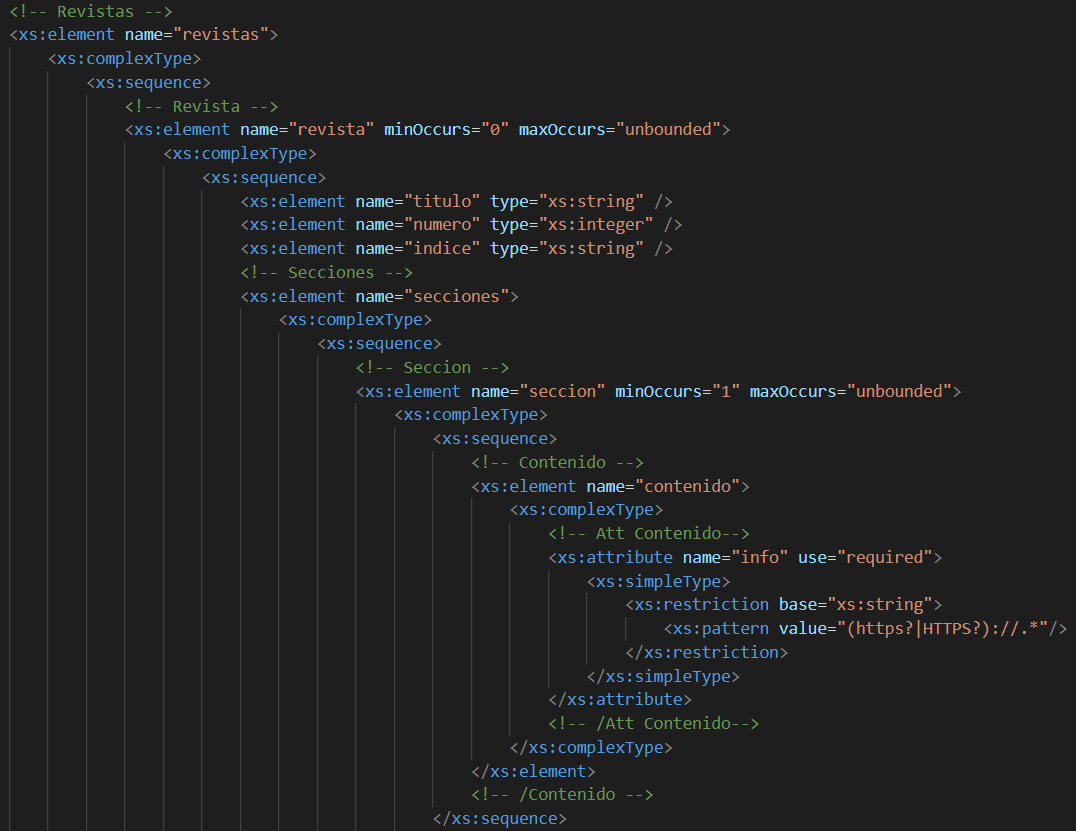 <!-- Revistas -->
<xs:element name="revistas">
<xs:complexType>
<xs:sequence>
<!-- Revista -->
<xs:element name="revista" minOccurs="0" maxOccurs="unbounded">
<xs:complexType>
<xs:sequence>
<xs:element name="titulo" type="xs:string" />
<xs:element name="numero" type="xs:integer" />
<xs:element name="indice" type="xs:string" />
<!-- Secciones -->
<xs:element name="secciones">
<xs:complexType>
<xs:sequence>
<!-- Seccion -->
<xs:element name="seccion" minOccurs="1" maxOccurs="unbounded">
<xs:complexType>
<xs:sequence>
<!-- Contenido -->
<xs:element name="contenido">
<xs:complexType>
<!-- Att Contenido-->
<xs:attribute name="info" use="required">
<xs:simpleType>
<xs:restriction base="xs:string">
<xs:pattern value="(https?|HTTPS?)://.*"/>
</xs:restriction>
</xs:simpleType>
</xs:attribute>
<!-- /Att Contenido-->
</xs:complexType>
</xs:element>
<!-- /Contenido -->
</xs:sequence>